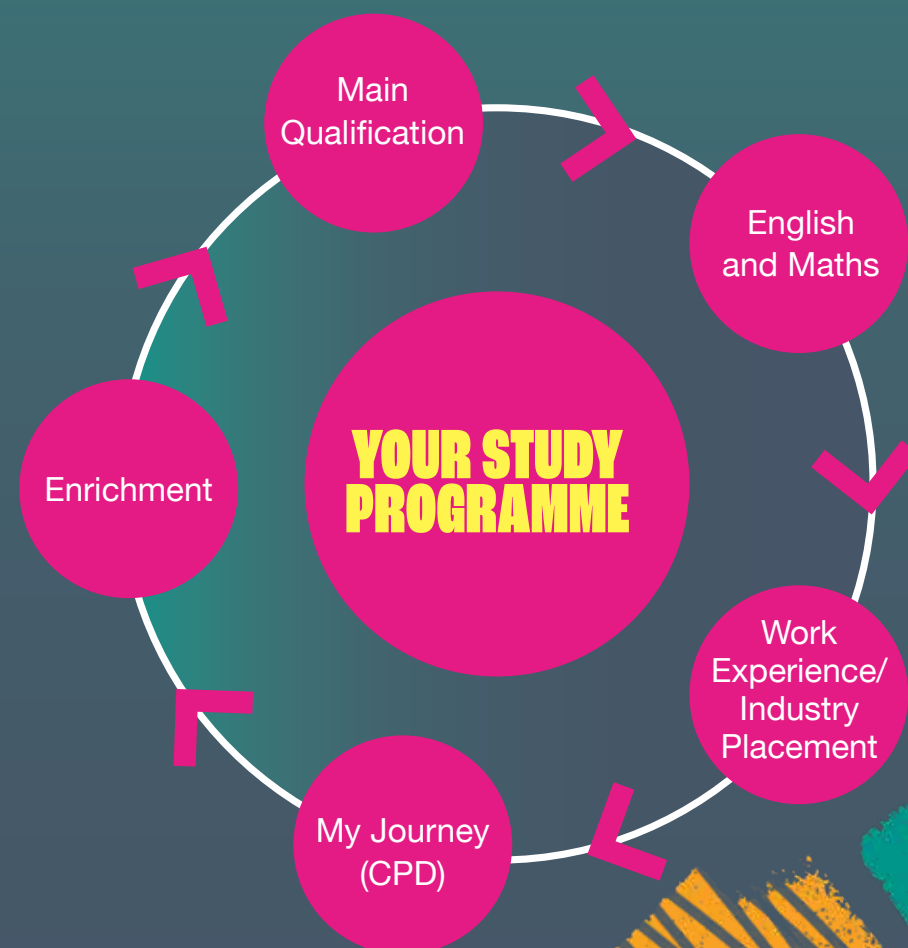 Main
Qualification
English
and Maths
YOUR STUDY
PROGRAMME
Enrichment
Work
Experience/
Industry
Placement
My Journey
(CPD)